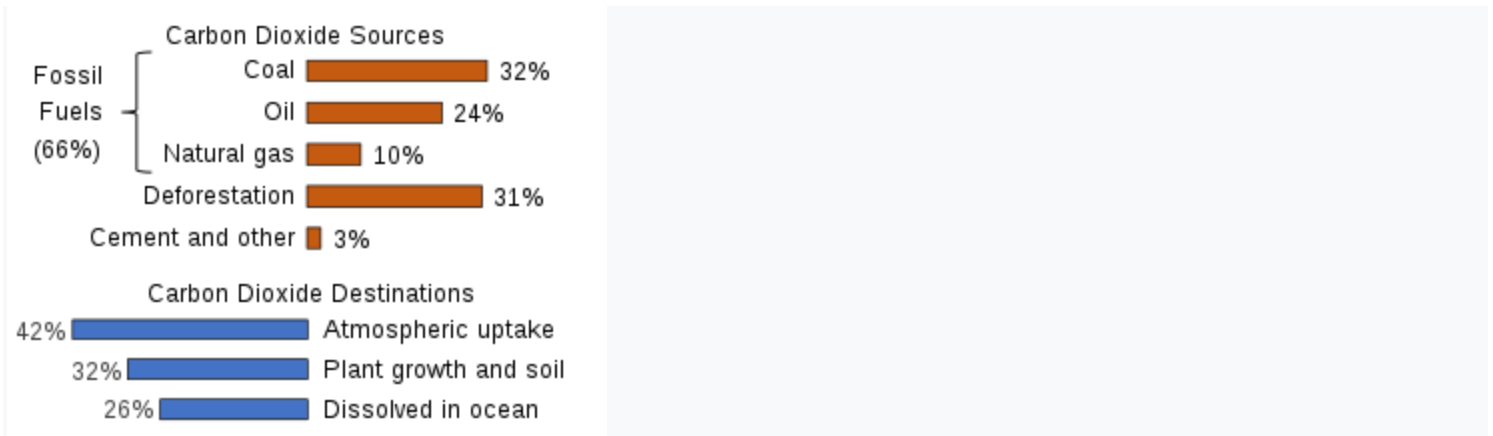 Carbon Dioxide Sources
Fossil
Fuels
(66%)
Coal 32%
Oil 24%
Natural gas 10%
Deforestation 31%
Cement and other 3%
Carbon Dioxide Destinations
42% Atmospheric uptake
32% Plant growth and soil
26% Dissolved in ocean